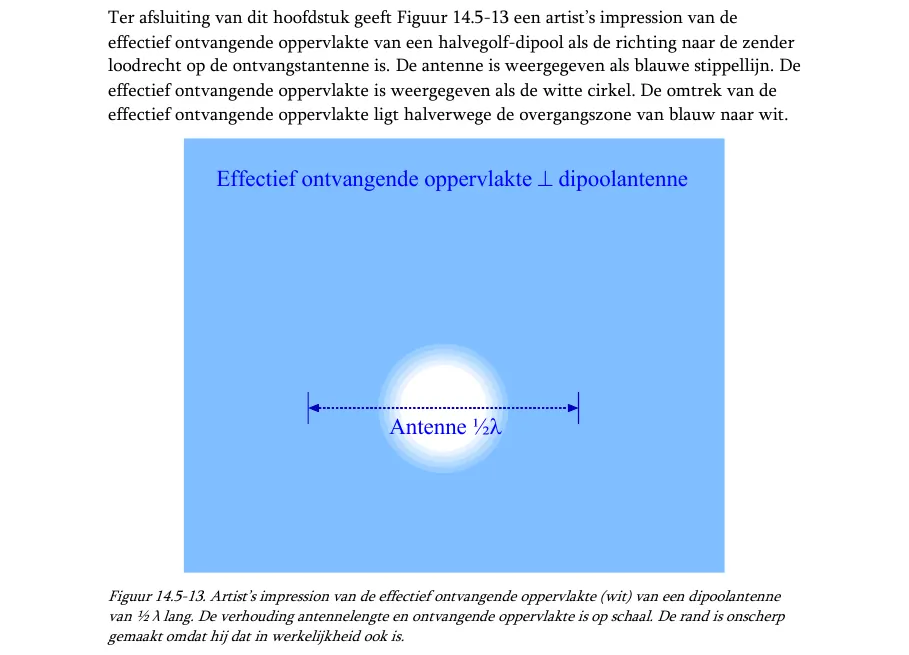 Ter afsluiting van dit hoofdstuk geeft Figuur 14.5-13 een artist’s impression van de
effectief ontvangende oppervlakte van een halvegolf-dipool als de richting naar de zender
loodrecht op de ontvangstantenne is. De antenne is weergegeven als blauwe stippellijn. De
effectief ontvangende oppervlakte is weergegeven als de witte cirkel. De omtrek van de
effectief ontvangende oppervlakte ligt halverwege de overgangszone van blauw naar wit.
Effectief ontvangende oppervlakte ⊥ dipoolantenne
Antenne ½λ
Figuur 14.5-13. Artist’s impression van de effectief ontvangende oppervlakte (wit) van een dipoolantenne
van ½ λ lang. De verhouding antennelengte en ontvangende oppervlakte is op schaal. De rand is onscherp
gemaakt omdat hij dat in werkelijkheid ook is.